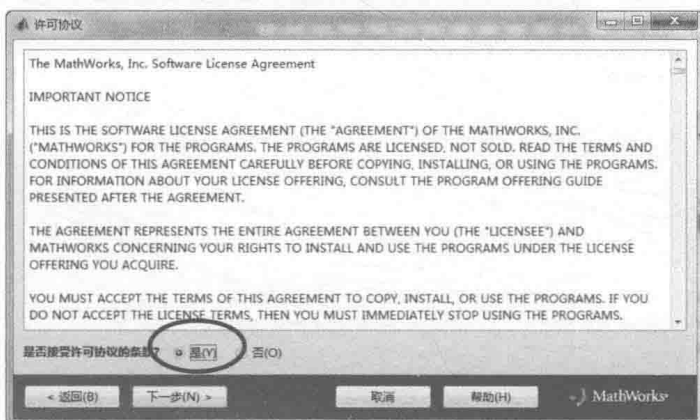 许可协议
The MathWorks, Inc. Software License Agreement
IMPORTANT NOTICE
THIS IS THE SOFTWARE LICENSE AGREEMENT (THE "AGREEMENT") OF THE MATHWORKS, INC.
("MATHWORKS") FOR THE PROGRAMS. THE PROGRAMS ARE LICENSED, NOT SOLD. READ THE TERMS AND
CONDITIONS OF THIS AGREEMENT CAREFULLY BEFORE COPYING, INSTALLING, OR USING THE PROGRAMS.
FOR INFORMATION ABOUT YOUR LICENSE OFFERING, CONSULT THE PROGRAM OFFERING GUIDE
PRESENTED AFTER THE AGREEMENT.
THE AGREEMENT REPRESENTS THE ENTIRE AGREEMENT BETWEEN YOU (THE "LICENSEE") AND
MATHWORKS CONCERNING YOUR RIGHTS TO INSTALL AND USE THE PROGRAMS UNDER THE LICENSE
OFFERING YOU ACQUIRE.
YOU MUST ACCEPT THE TERMS OF THIS AGREEMENT TO COPY, INSTALL, OR USE THE PROGRAMS. IF YOU
DO NOT ACCEPT THE LICENSE TERMS, THEN YOU MUST IMMEDIATELY STOP USING THE PROGRAMS.
是否接受许可协议的条款? 是(Y) 否(O)
< 返回(B) 下一步(N) > 取消 帮助(H) MathWorks